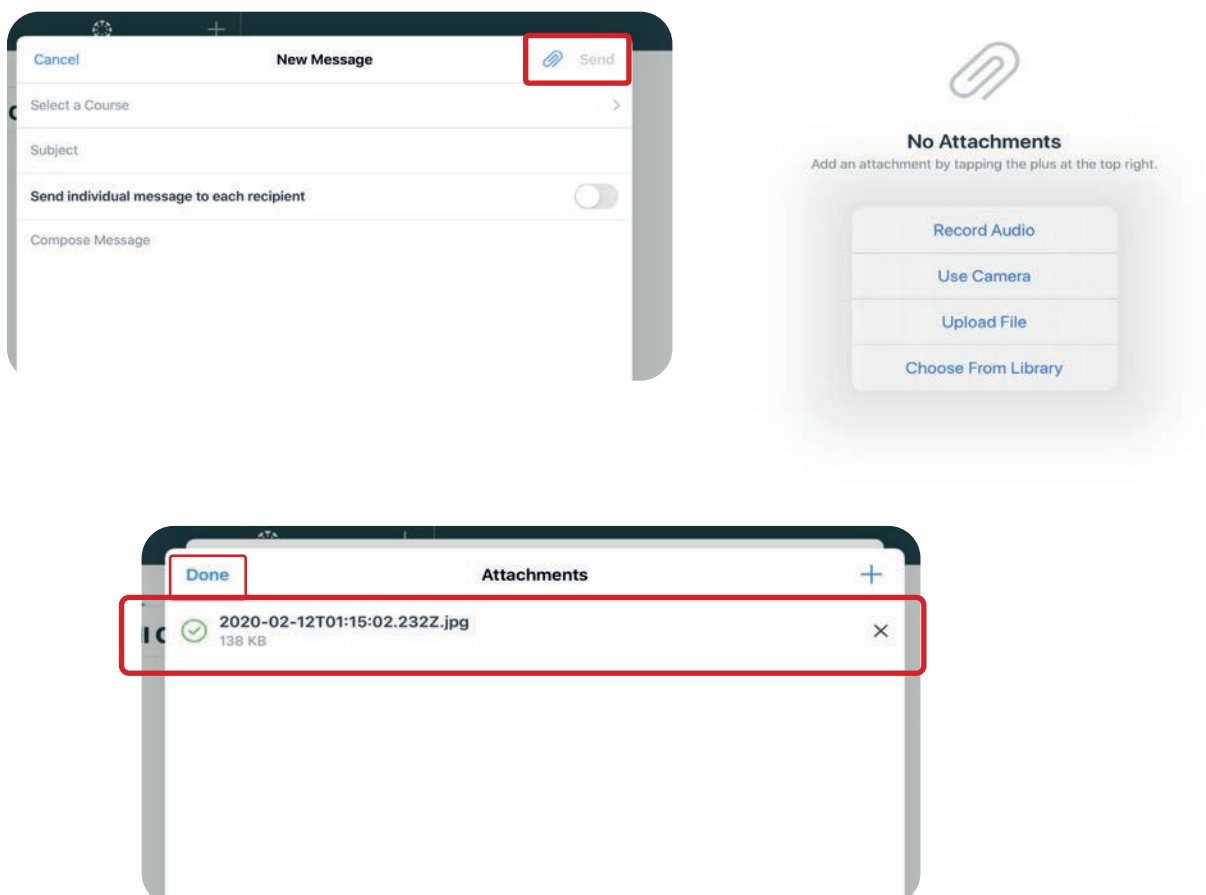 Cancel New Message Send
Select a Course
Subject
Send individual message to each recipient
Compose Message
No Attachments
Add an attachment by tapping the plus at the top right.
Record Audio
Use Camera
Upload File
Choose From Library
Done Attachments
2020-02-12T01:15:02.232Z.jpg
138 KB